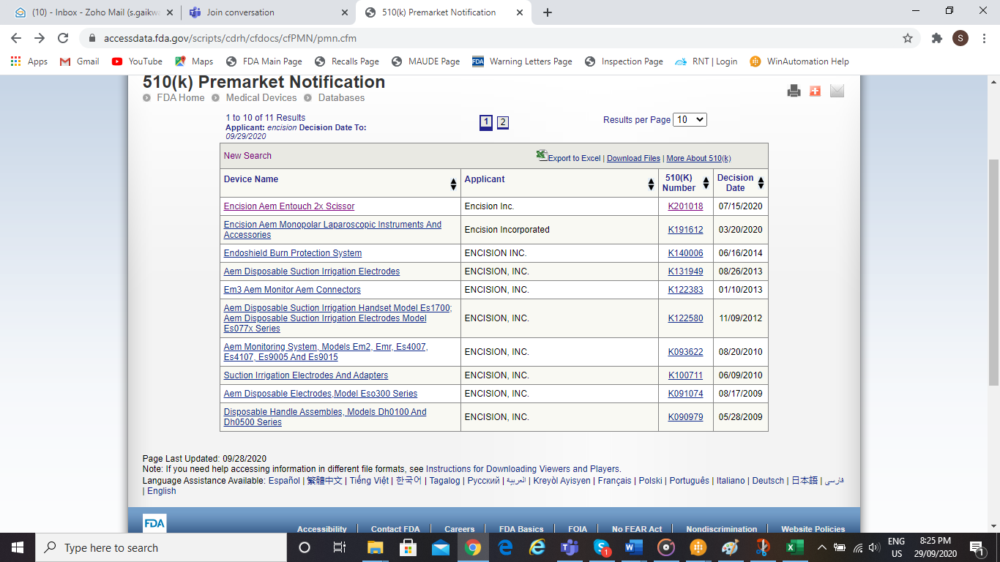 (10) - Inbox - Zoho Mail (s.gaikw
Join conversation
510(k) Premarket Notification
accessdata.fda.gov/scripts/cdrh/cfdocs/cfPMN/pmn.cfm
S
Apps
Gmail
YouTube
Maps
FDA Main Page
Recalls Page
MAUDE Page
FDA
Warning Letters Page
Inspection Page
RNT | Login
WinAutomation Help
510(k) Premarket Notification
FDA Home
Medical Devices
Databases
1 to 10 of 11 Results
Applicant: encision Decision Date To:
09/29/2020
1 2
Results per Page 10
New Search
Export to Excel | Download Files | More About 510(k)
Device Name
Applicant
510(K)
Number
Decision
Date
Encision Aem Entouch 2x Scissor
Encision Inc.
K201018
07/15/2020
Encision Aem Monopolar Laparoscopic Instruments And
Accessories
Encision Incorporated
K191612
03/20/2020
Endoshield Burn Protection System
ENCISION INC.
K140006
06/16/2014
Aem Disposable Suction Irrigation Electrodes
ENCISION, INC.
K131949
08/26/2013
Em3 Aem Monitor Aem Connectors
ENCISION, INC.
K122383
01/10/2013
Aem Disposable Suction Irrigation Handset Model Es1700;
Aem Disposable Suction Irrigation Electrodes Model
Es077x Series
ENCISION, INC.
K122580
11/09/2012
Aem Monitoring System, Models Em2, Emr, Es4007,
Es4107, Es9005 And Es9015
ENCISION, INC.
K093622
08/20/2010
Suction Irrigation Electrodes And Adapters
ENCISION, INC.
K100711
06/09/2010
Aem Disposable Electrodes,Model Eso300 Series
ENCISION, INC.
K091074
08/17/2009
Disposable Handle Assembles, Models Dh0100 And
Dh0500 Series
ENCISION, INC.
K090979
05/28/2009
Page Last Updated: 09/28/2020
Note: If you need help accessing information in different file formats, see Instructions for Downloading Viewers and Players.
Language Assistance Available: Español | 繁體中文 | Tiếng Việt | 한국어 | Tagalog | Русский | العربية | Kreyòl Ayisyen | Français | Polski | Português | Italiano | Deutsch | 日本語 | فارسی
| English
FDA
Accessibility
Contact FDA
Careers
FDA Basics
FOIA
No FEAR Act
Nondiscrimination
Website Policies
Type here to search
1
ENG
US
8:25 PM
29/09/2020
1